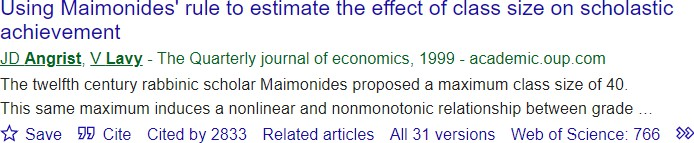 Using Maimonides' rule to estimate the effect of class size on scholastic
achievement
JD Angrist, V Lavy - The Quarterly journal of economics, 1999 - academic.oup.com
The twelfth century rabbinic scholar Maimonides proposed a maximum class size of 40.
This same maximum induces a nonlinear and nonmonotonic relationship between grade …
Save Cite Cited by 2833 Related articles All 31 versions Web of Science: 766